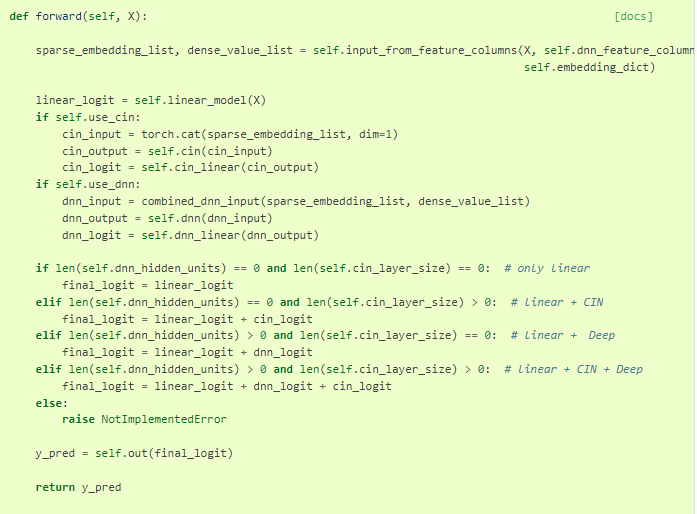 def forward(self, X): [docs]
sparse_embedding_list, dense_value_list = self.input_from_feature_columns(X, self.dnn_feature_column
self.embedding_dict)
linear_logit = self.linear_model(X)
if self.use_cin:
cin_input = torch.cat(sparse_embedding_list, dim=1)
cin_output = self.cin(cin_input)
cin_logit = self.cin_linear(cin_output)
if self.use_dnn:
dnn_input = combined_dnn_input(sparse_embedding_list, dense_value_list)
dnn_output = self.dnn(dnn_input)
dnn_logit = self.dnn_linear(dnn_output)
if len(self.dnn_hidden_units) == 0 and len(self.cin_layer_size) == 0:  # only linear
final_logit = linear_logit
elif len(self.dnn_hidden_units) == 0 and len(self.cin_layer_size) > 0:  # linear + CIN
final_logit = linear_logit + cin_logit
elif len(self.dnn_hidden_units) > 0 and len(self.cin_layer_size) == 0:  # linear +  Deep
final_logit = linear_logit + dnn_logit
elif len(self.dnn_hidden_units) > 0 and len(self.cin_layer_size) > 0:  # linear + CIN + Deep
final_logit = linear_logit + dnn_logit + cin_logit
else:
raise NotImplementedError
y_pred = self.out(final_logit)
return y_pred